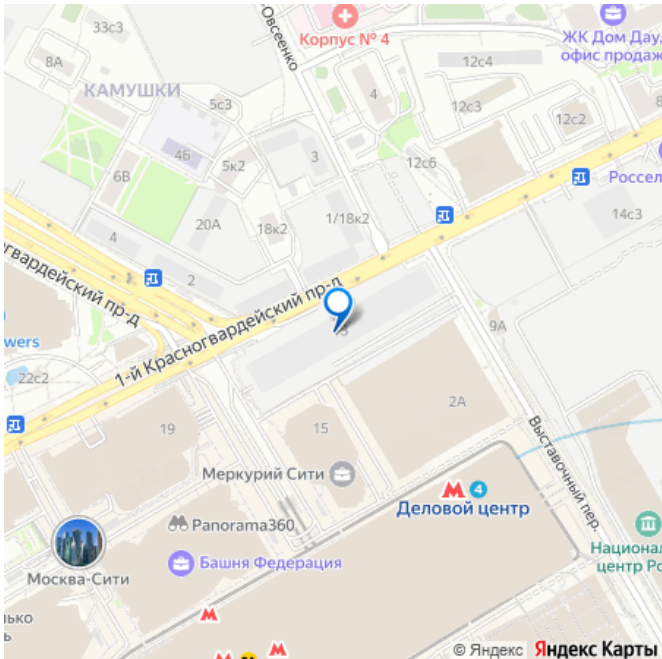 33с3
-Овсеенко
Корпус № 4
ЖК Дом Дау,
офис продаж
8А
12с4
КАМУШКИ
5с3
4
12с3
12с2
4Б
3
5к2
12с6
6В
Россел
20А
1/18к2
14с3
18к2
4
2
ногвардейский пр-д
1-й Красногвардейский пр-д
9А
wers
22с2
2А
19
15
Выставочный пер.
Меркурий Сити
4
Деловой центр
Panorama360
Национал
центр Ро
Башня Федерация
Москва-Сити
лько
ь
© Яндекс Яндекс Карты